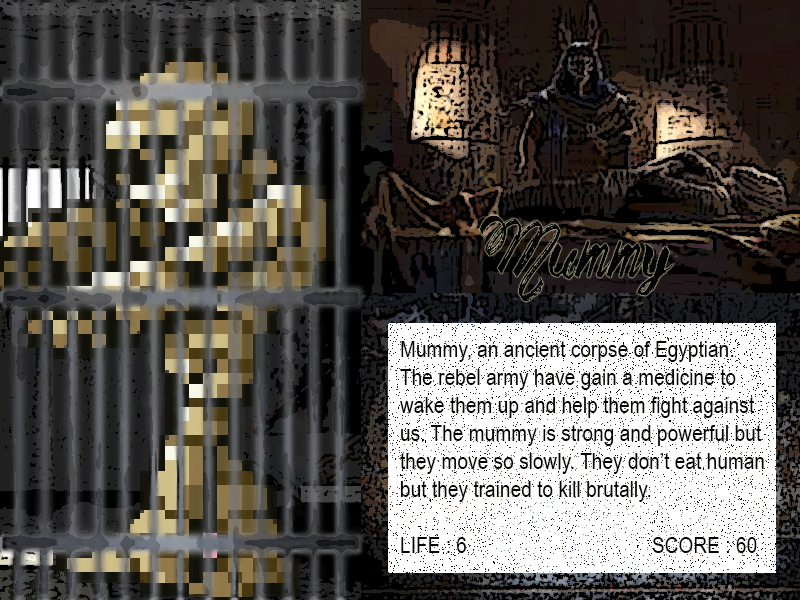 Mummy
Mummy, an ancient corpse of Egyptian.
The rebel army have gain a medicine to
wake them up and help them fight against
us. The mummy is strong and powerful but
they move so slowly. They don't eat human
but they trained to kill brutally.
LIFE : 6 SCORE : 60